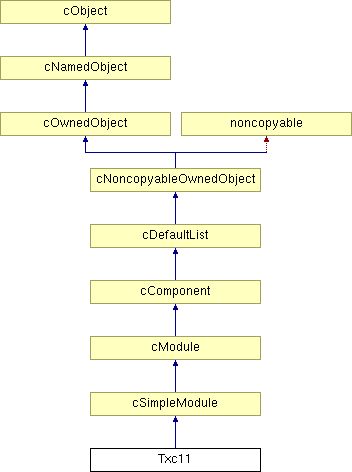 cObject
cNamedObject
cOwnedObject
noncopyable
cNoncopyableOwnedObject
cDefaultList
cComponent
cModule
cSimpleModule
Txc11